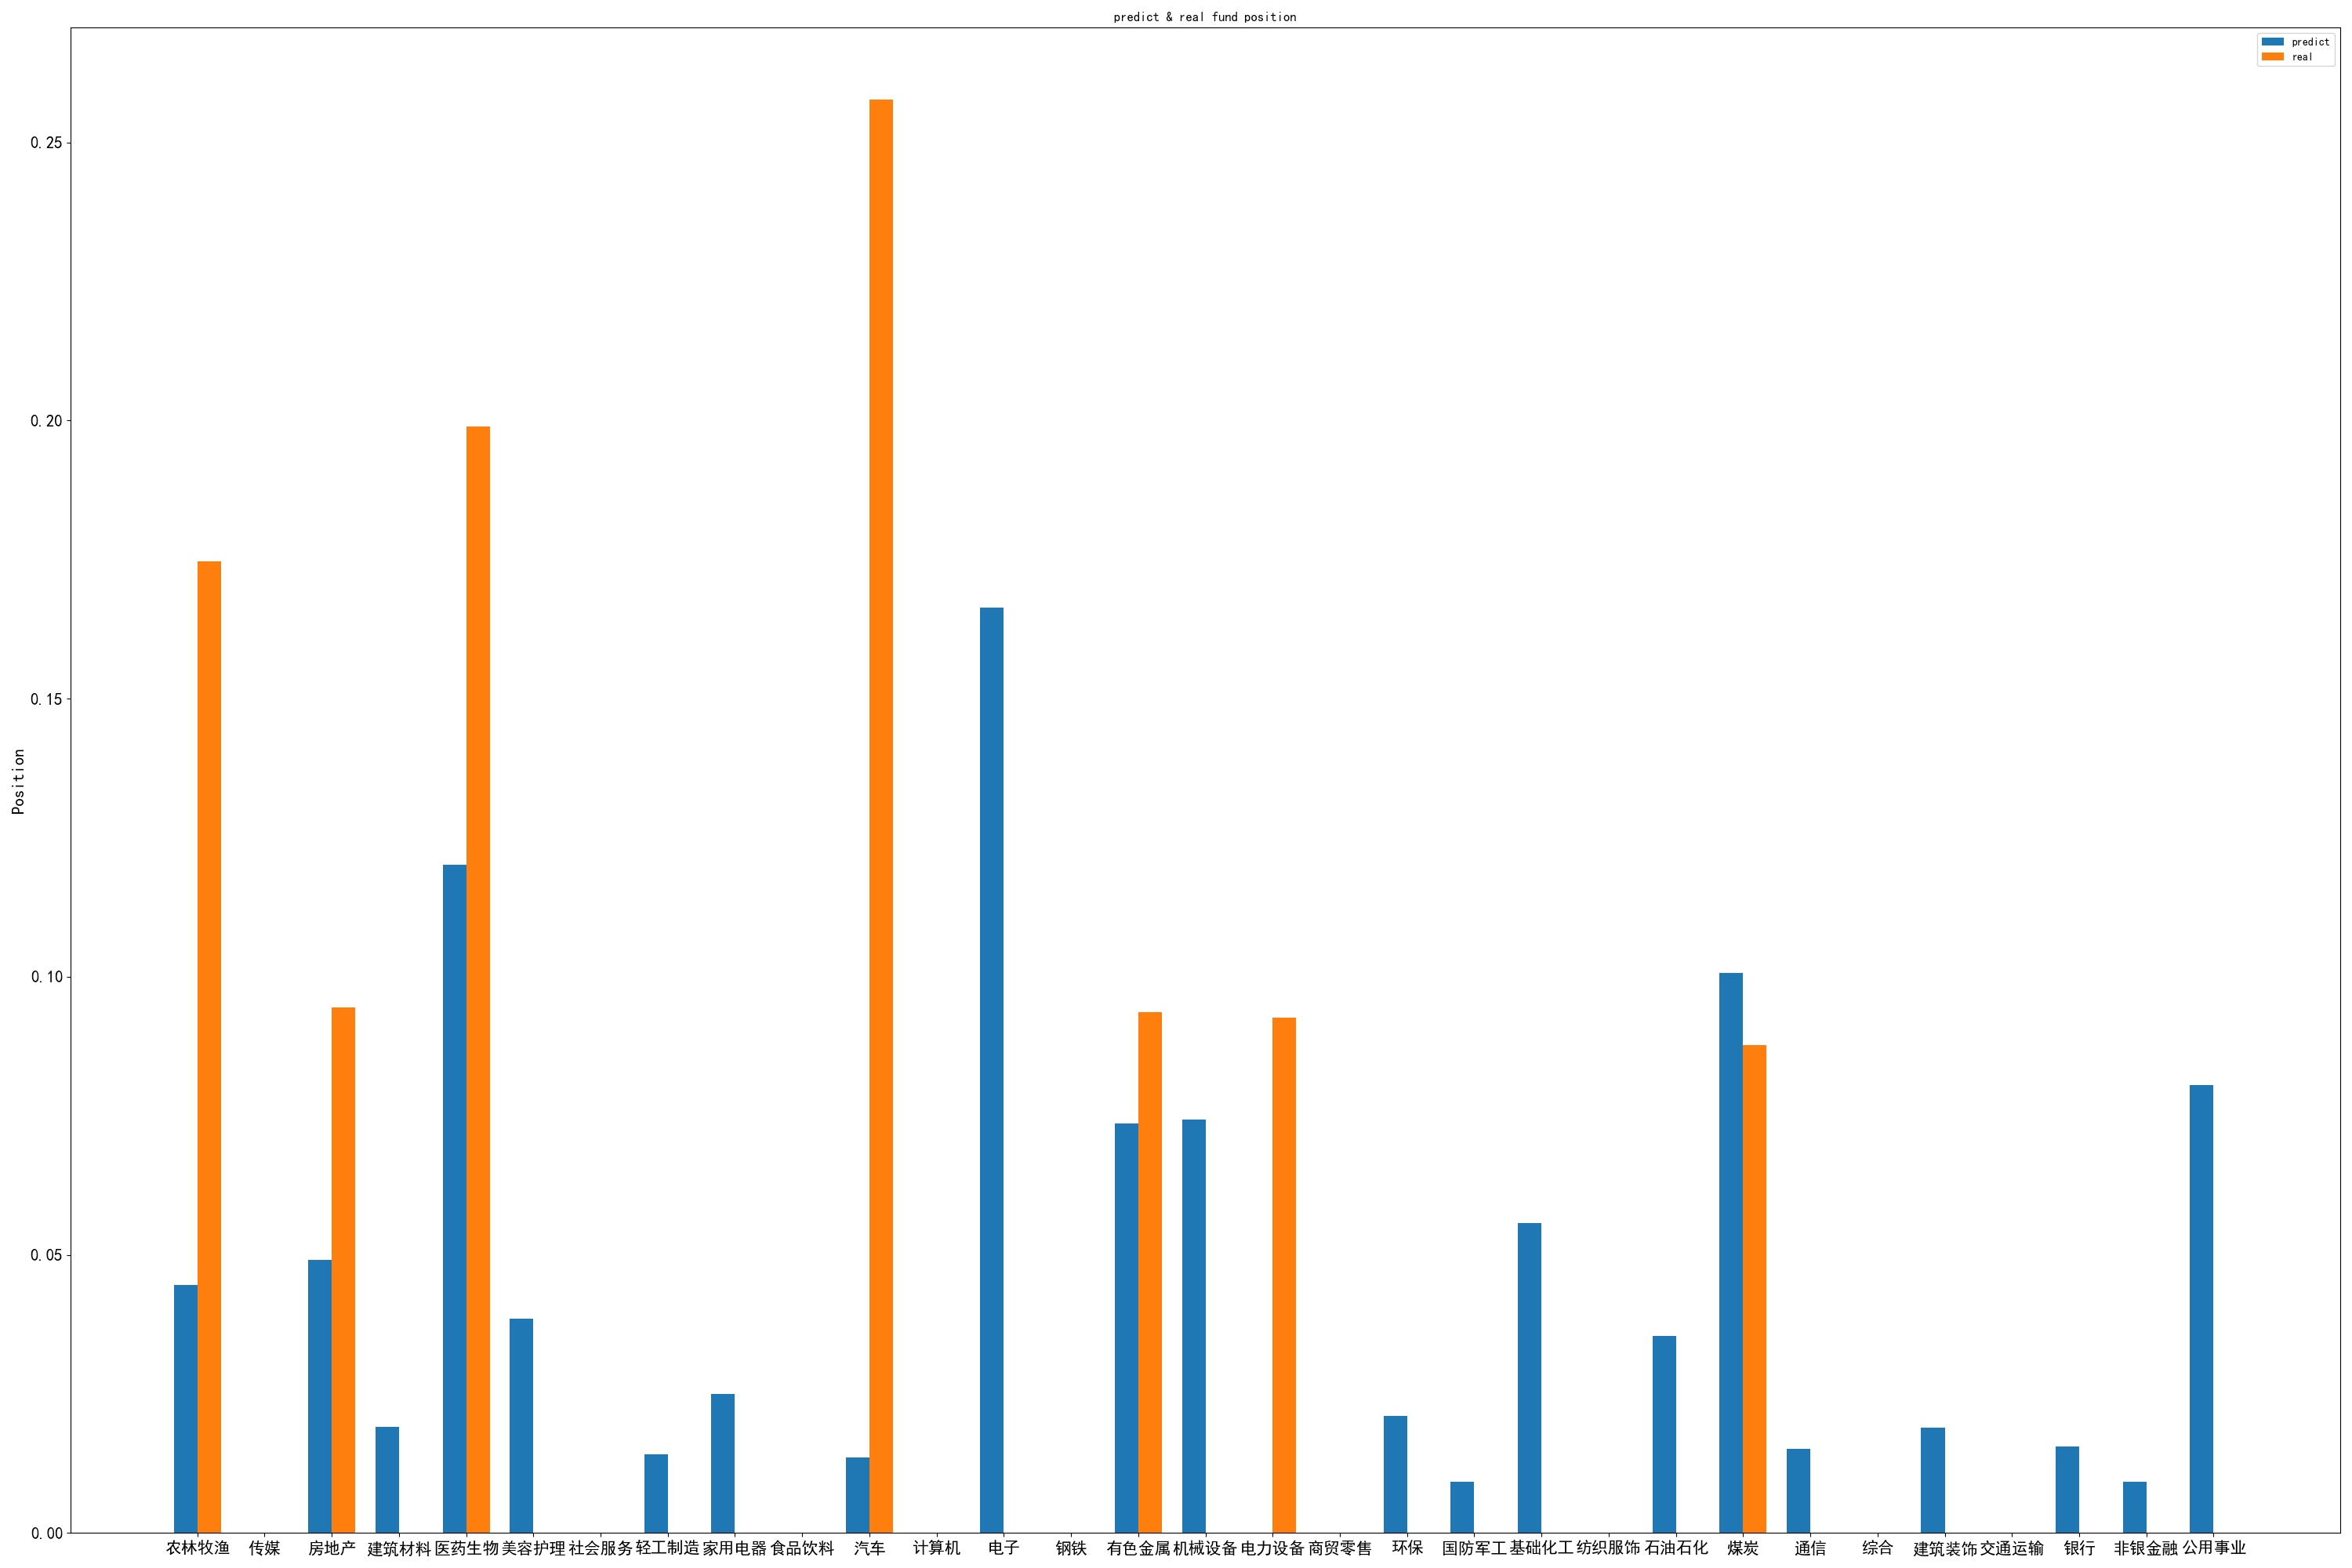 predict & real fund position
predict
real
0.25
0.20
0.15
0.10
0.05
0.00
Position
农林牧渔 传媒 房地产 建筑材料 医药生物 美容护理 社会服务 轻工制造 家用电器 食品饮料 汽车 计算机 电子 钢铁 有色金属 机械设备 电力设备 商贸零售 环保 国防军工 基础化工 纺织服饰 石油石化 煤炭 通信 综合 建筑装饰 交通运输 银行 非银金融 公用事业